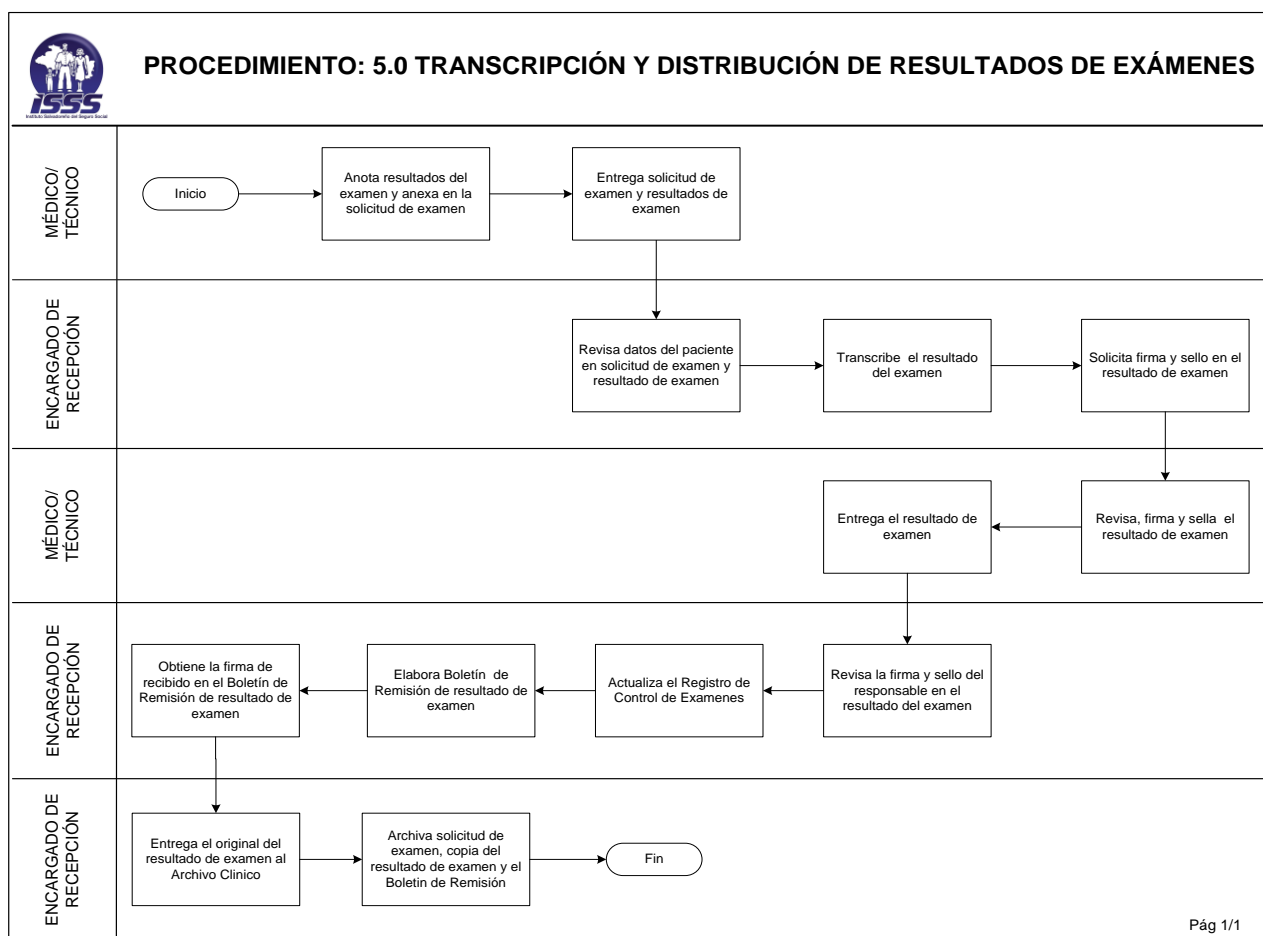 PROCEDIMIENTO: 5.0 TRANSCRIPCIÓN Y DISTRIBUCIÓN DE RESULTADOS DE EXÁMENES
ISSS
Instituto Salvadoreño del Seguro Social
MÉDICO/
TÉCNICO
Inicio
Anota resultados del
examen y anexa en la
solicitud de examen
Entrega solicitud de
examen y resultados de
examen
ENCARGADO DE
RECEPCIÓN
Revisa datos del paciente
en solicitud de examen y
resultado de examen
Transcribe el resultado
del examen
Solicita firma y sello en el
resultado de examen
MÉDICO/
TÉCNICO
Entrega el resultado de
examen
Revisa, firma y sella el
resultado de examen
ENCARGADO DE
RECEPCIÓN
Obtiene la firma de
recibido en el Boletín de
Remisión de resultado de
examen
Elabora Boletín de
Remisión de resultado de
examen
Actualiza el Registro de
Control de Examenes
Revisa la firma y sello del
responsable en el
resultado del examen
ENCARGADO DE
RECEPCIÓN
Entrega el original del
resultado de examen al
Archivo Clinico
Archiva solicitud de
examen, copia del
resultado de examen y el
Boletin de Remisión
Fin
Pág 1/1